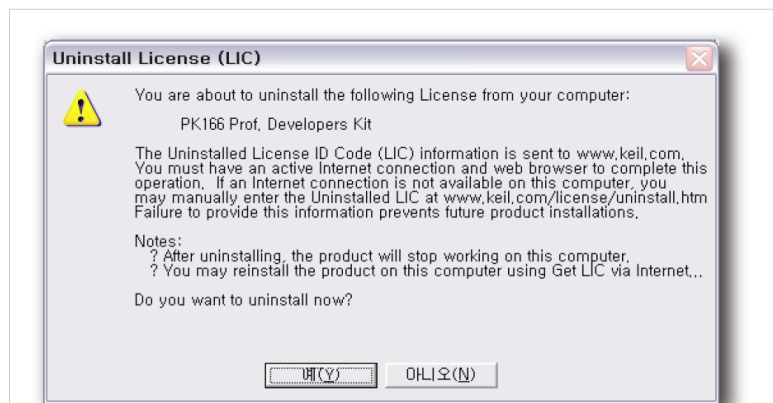 Uninstall License (LIC)
You are about to uninstall the following License from your computer:
PK166 Prof. Developers Kit
The Uninstalled License ID Code (LIC) information is sent to www.keil.com.
You must have an active Internet connection and web browser to complete this
operation. If an Internet connection is not available on this computer, you
may manually enter the Uninstalled LIC at www.keil.com/license/uninstall.htm
Failure to provide this information prevents future product installations.
Notes:
? After uninstalling, the product will stop working on this computer.
? You may reinstall the product on this computer using Get LIC via Internet...
Do you want to uninstall now?
예(Y) 아니오(N)